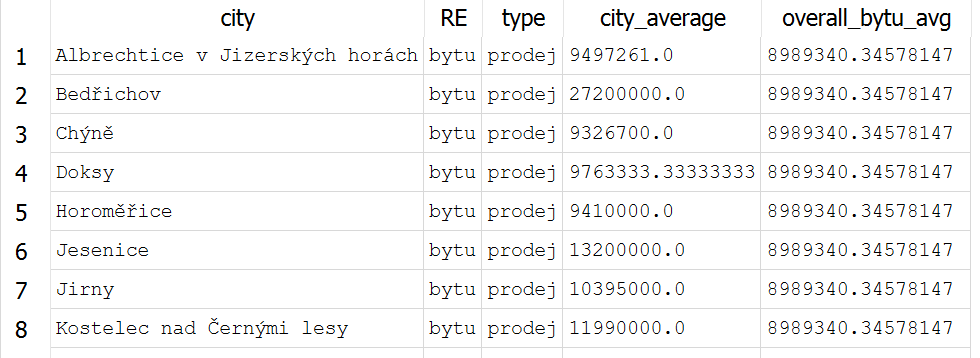 city RE type city_average overall_bytu_avg
1 Albrechtice v Jizerských horách bytu prodej 9497261.0 8989340.34578147
2 Bedřichov bytu prodej 27200000.0 8989340.34578147
3 Chýně bytu prodej 9326700.0 8989340.34578147
4 Doksy bytu prodej 9763333.33333333 8989340.34578147
5 Horoměřice bytu prodej 9410000.0 8989340.34578147
6 Jesenice bytu prodej 13200000.0 8989340.34578147
7 Jirny bytu prodej 10395000.0 8989340.34578147
8 Kostelec nad Černými lesy bytu prodej 11990000.0 8989340.34578147